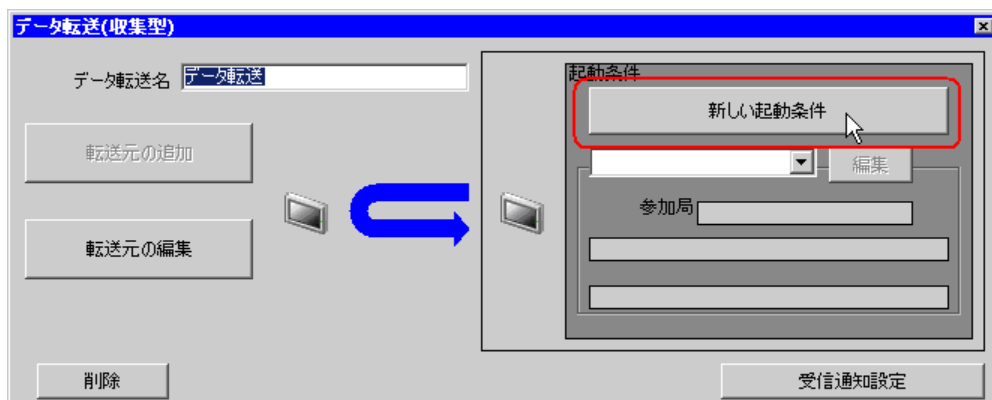 データ転送(収集型)
データ転送名 データ転送
起動条件
新しい起動条件
転送元の追加
編集
参加局
転送元の編集
削除
受信通知設定